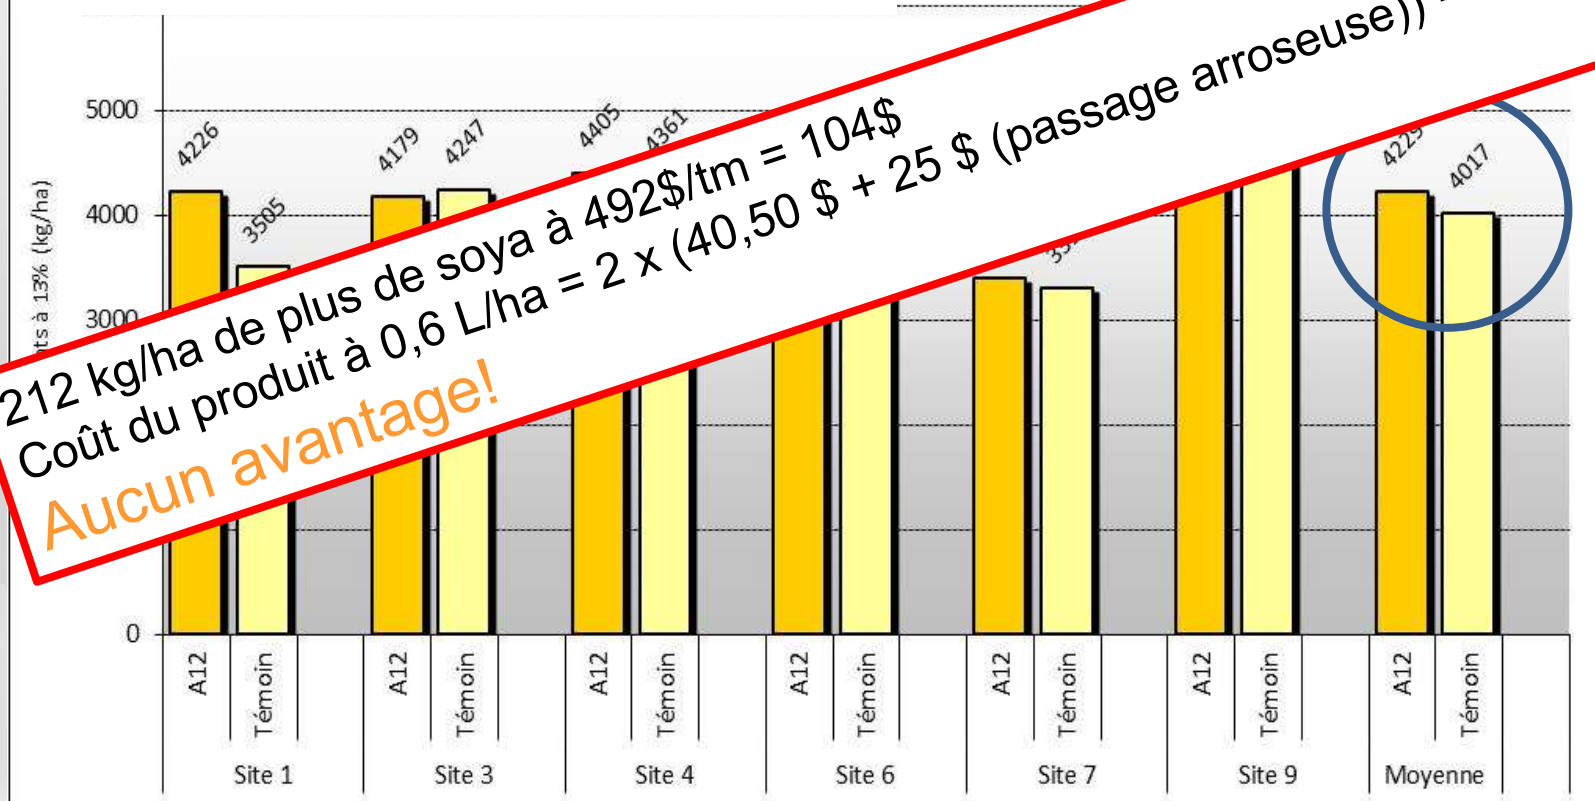 212 kg/ha de plus de soya à 492$/tm = 104$
Coût du produit à 0,6 L/ha = 2 x (40,50 $ + 25 $ (passage arroseuse))
Aucun avantage!
5000
4000
3000
0
à 13% (kg/ha)
4226
3505
4179
4247
4405
4361
4229
4017
A12
Témoin
A12
Témoin
A12
Témoin
A12
Témoin
A12
Témoin
A12
Témoin
A12
Témoin
Site 1
Site 3
Site 4
Site 6
Site 7
Site 9
Moyenne